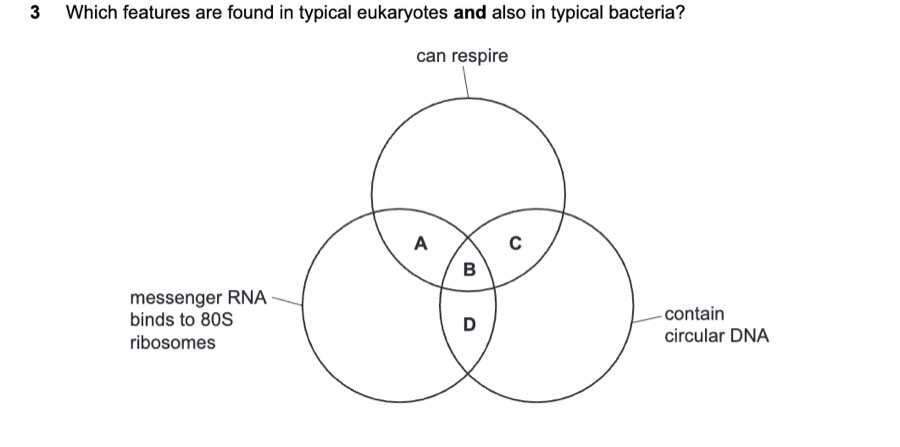 3 Which features are found in typical eukaryotes and also in typical bacteria?
can respire
A
C
B
messenger RNA
binds to 80S
ribosomes
D
contain
circular DNA